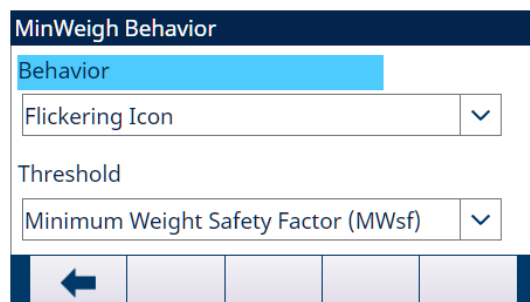 MinWeigh Behavior
Behavior
Flickering Icon
Threshold
Minimum Weight Safety Factor (MWsf)